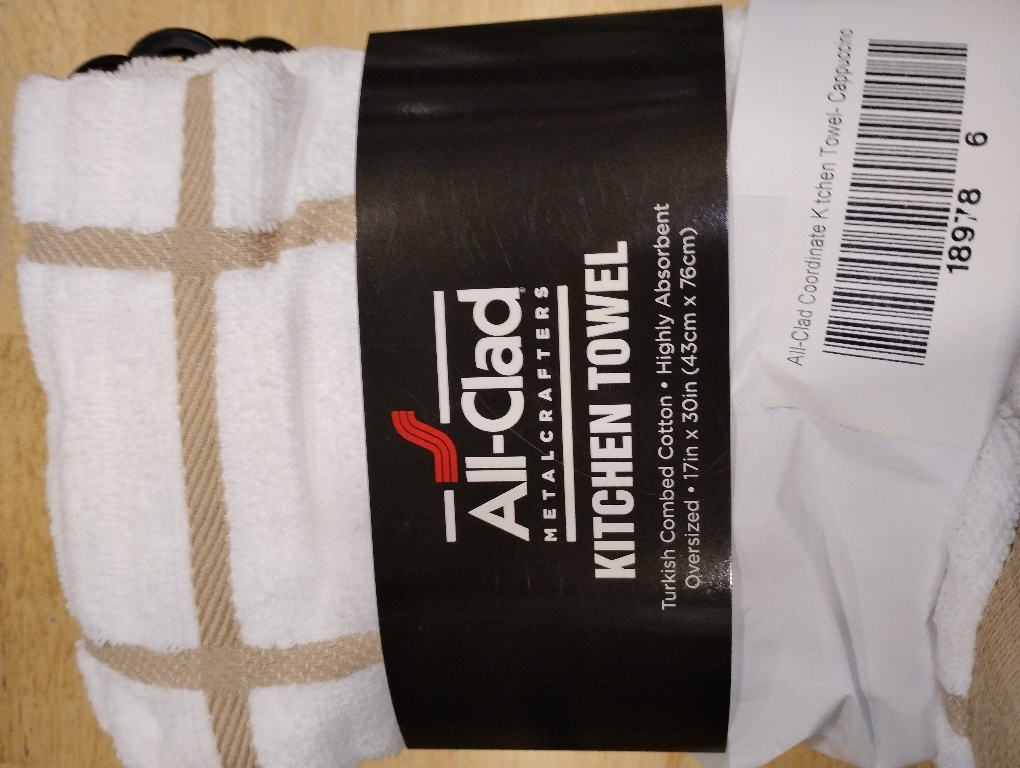 All-Clad
METALCRAFTERS
KITCHEN TOWEL
Turkish Combed Cotton • Highly Absorbent
Oversized • 17in x 30in (43cm x 76cm)
All-Clad Coordinate Kitchen Towel- Cappuccino
18978 6